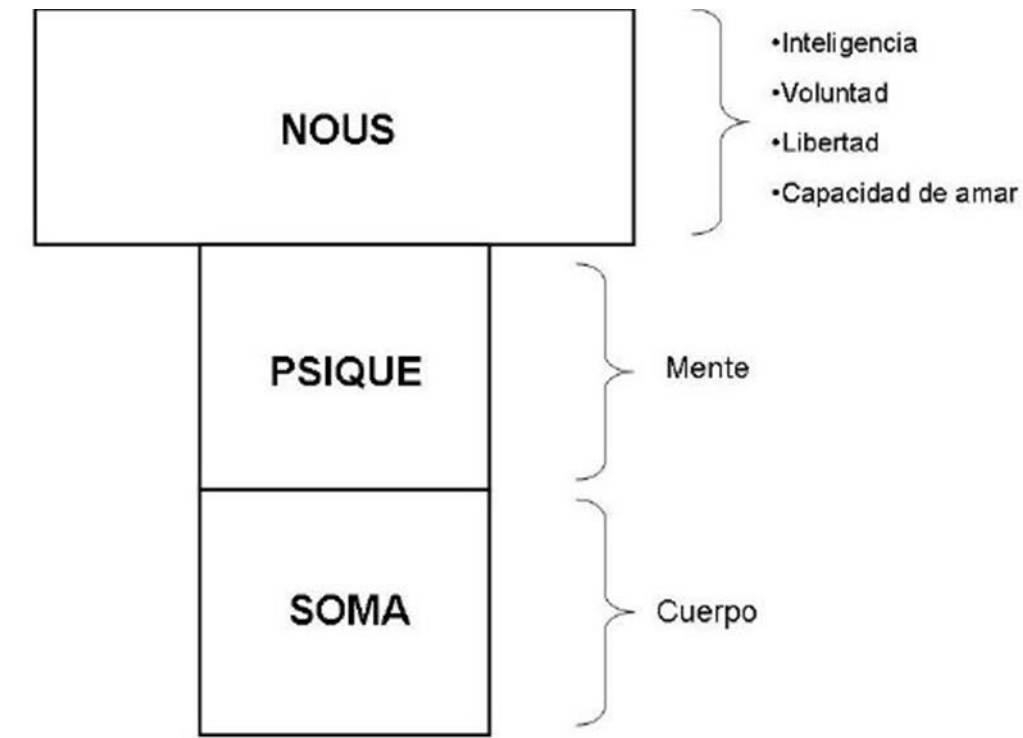 NOUS
•Inteligencia
•Voluntad
•Libertad
•Capacidad de amar
PSIQUE
Mente
SOMA
Cuerpo